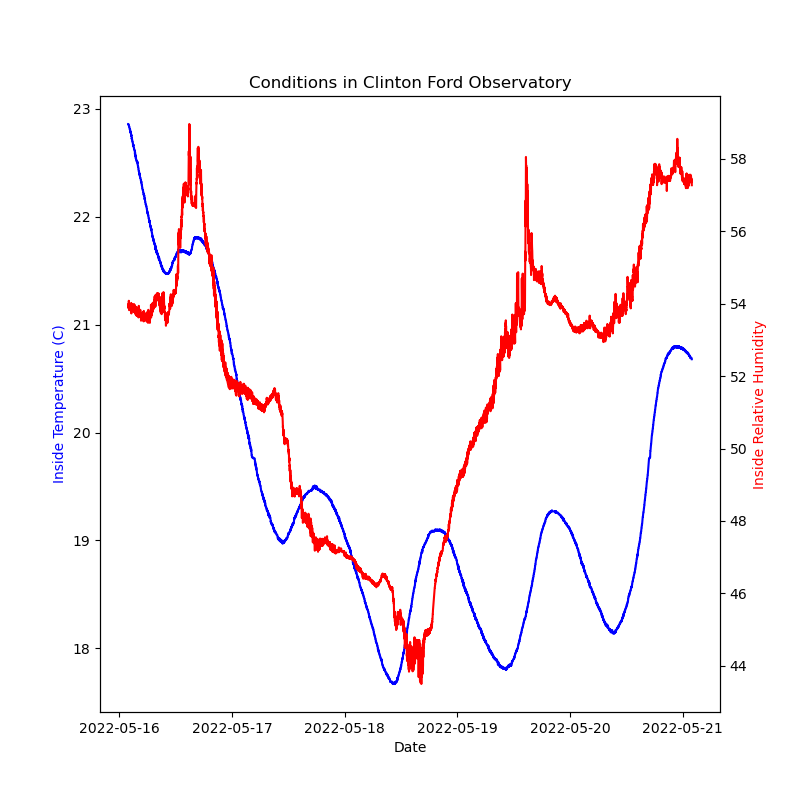 Conditions in Clinton Ford Observatory
23
22
21
20
19
18
Inside Temperature (C)
58
56
54
52
50
48
46
44
Inside Relative Humidity
2022-05-16 2022-05-17 2022-05-18 2022-05-19 2022-05-20 2022-05-21
Date